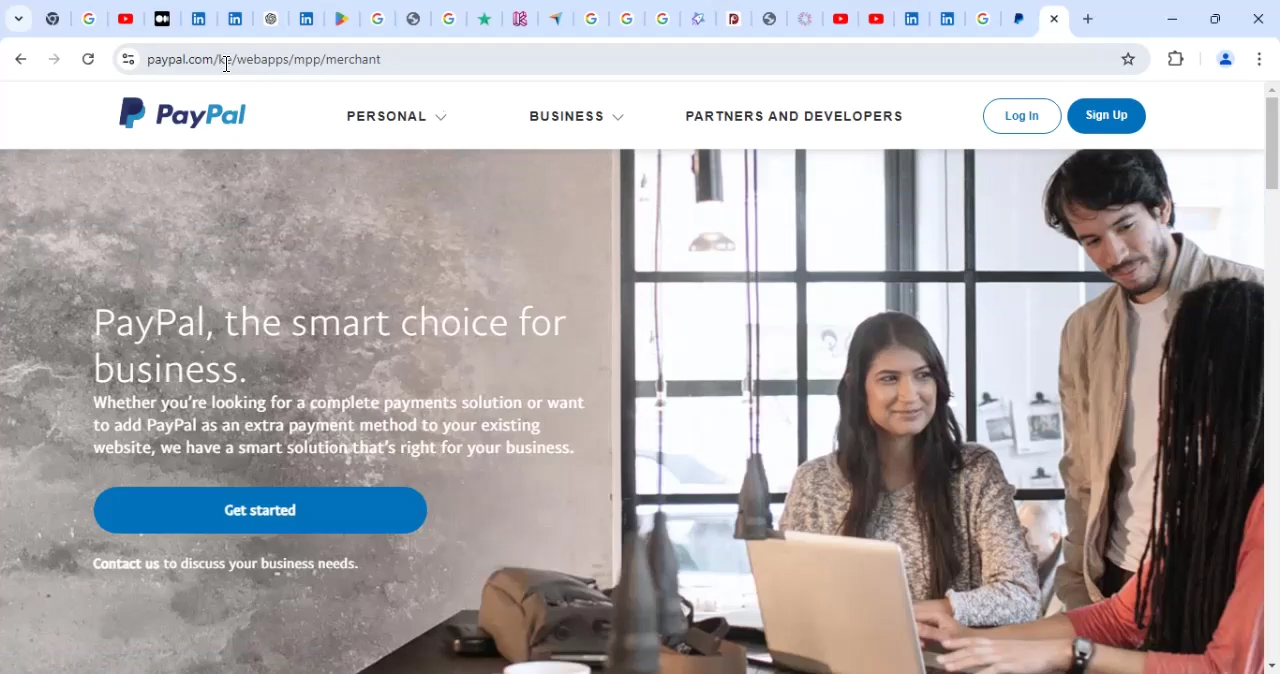 paypal.com/ke/webapps/mpp/merchant
PayPal
PERSONAL
BUSINESS
PARTNERS AND DEVELOPERS
Log In
Sign Up
PayPal, the smart choice for
business.
Whether you're looking for a complete payments solution or want
to add PayPal as an extra payment method to your existing
website, we have a smart solution that's right for your business.
Get started
Contact us to discuss your business needs.